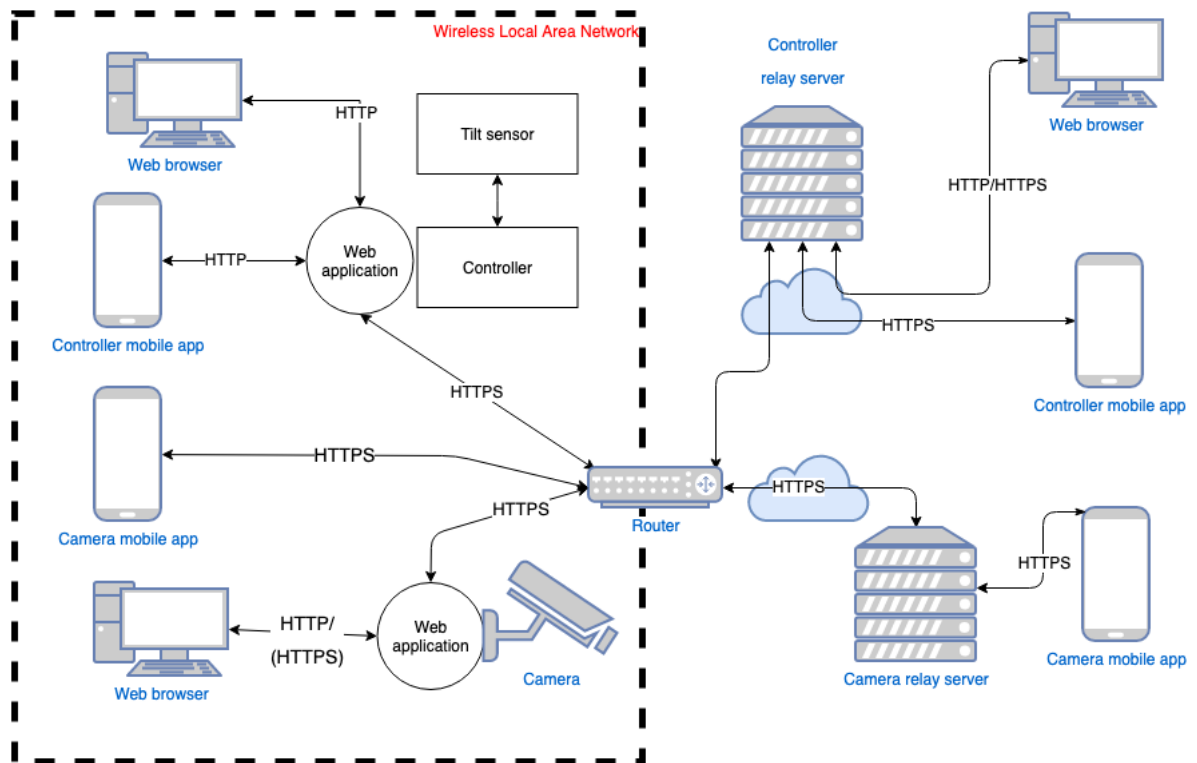 Wireless Local Area Network
Web browser
HTTP
Tilt sensor
Controller mobile app
HTTP
Web
application
Controller
HTTPS
Camera mobile app
HTTPS
HTTPS
Router
Web browser
HTTP/
(HTTPS)
Web
application
Camera
Controller
relay server
Web browser
HTTP/HTTPS
HTTPS
Controller mobile app
HTTPS
Camera relay server
HTTPS
Camera mobile app